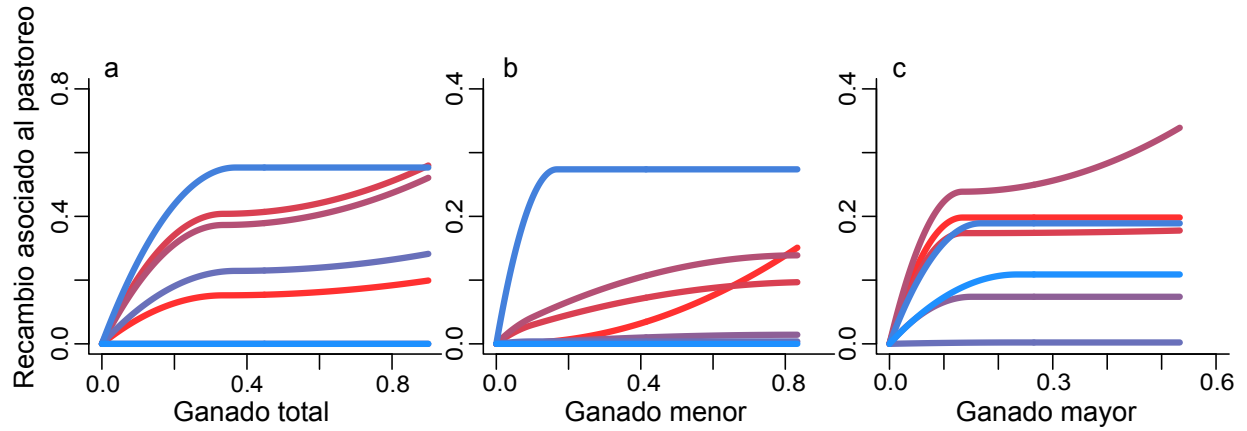 Recambio asociado al pastoreo
a
0.8
0.4
0.0
0.0 0.4 0.8
Ganado total
b
0.4
0.2
0.0
0.0 0.4 0.8
Ganado menor
c
0.4
0.2
0.0
0.0 0.3 0.6
Ganado mayor